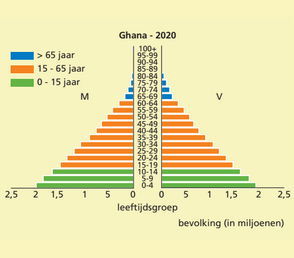 Ghana - 2020
> 65 jaar
15 - 65 jaar
0 - 15 jaar
M
V
100+
95-99
90-94
85-89
80-84
75-79
70-74
65-69
60-64
55-59
50-54
45-49
40-44
35-39
30-34
25-29
20-24
15-19
10-14
5-9
0-4
2,5 2 1,5 1 5 0 0 5 1 1,5 2 2,5
leeftijdsgroep
bevolking (in miljoenen)